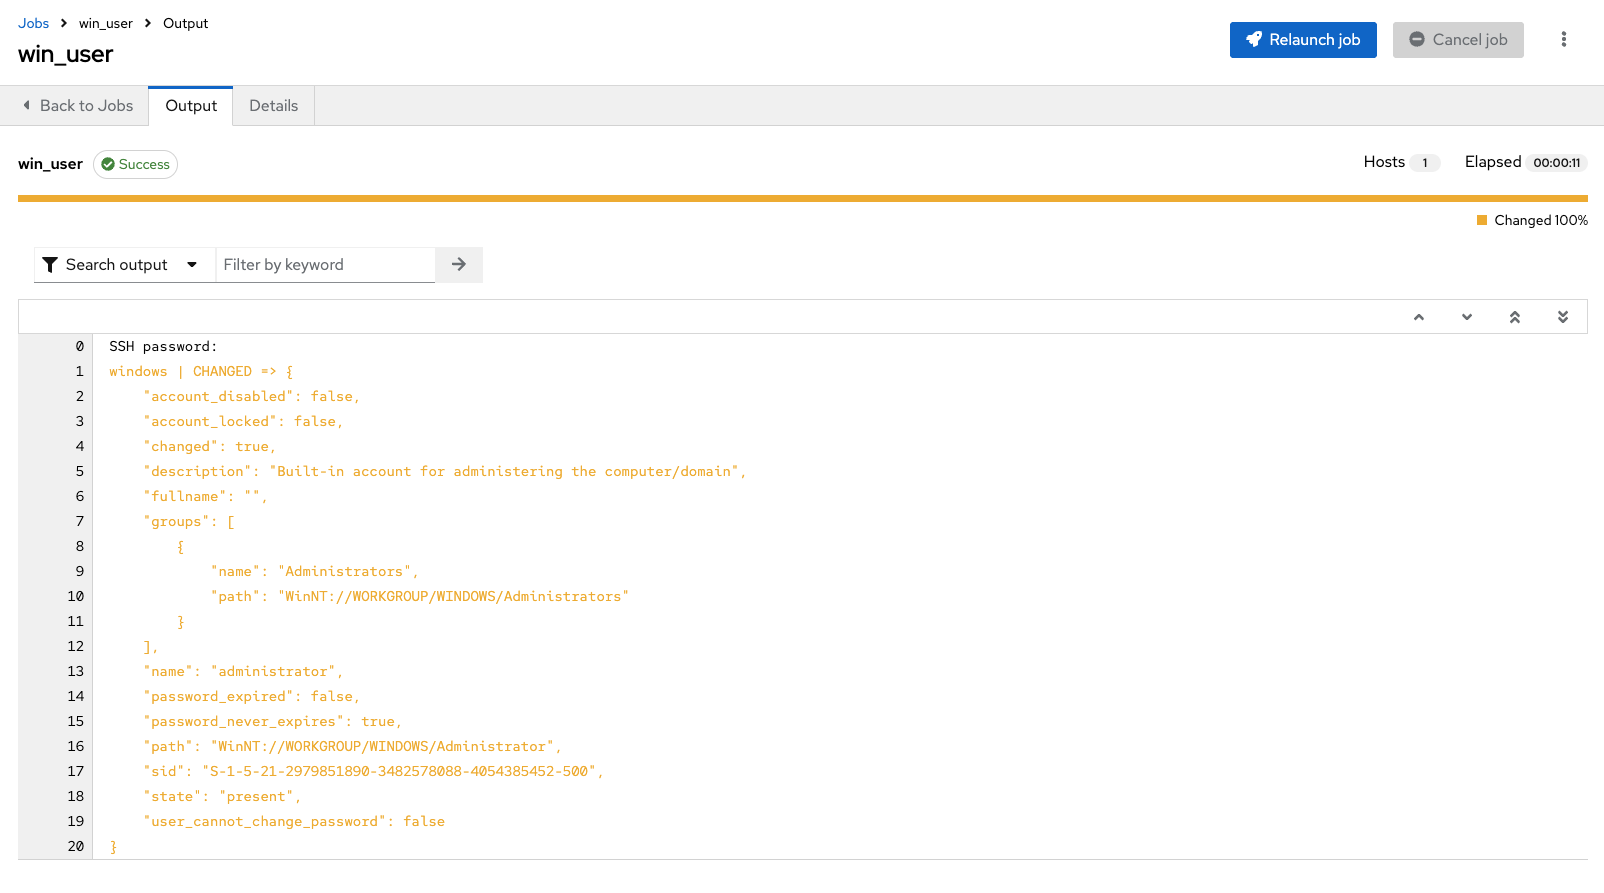 Jobs > win_user > Output
win_user
Relaunch job
Cancel job
Back to Jobs
Output
Details
win_user Success
Hosts 1 Elapsed 00:00:11
Changed 100%
Search output
Filter by keyword
0 SSH password:
1 windows | CHANGED => {
2     "account_disabled": false,
3     "account_locked": false,
4     "changed": true,
5     "description": "Built-in account for administering the computer/domain",
6     "fullname": "",
7     "groups": [
8         {
9             "name": "Administrators",
10             "path": "WinNT://WORKGROUP/WINDOWS/Administrators"
11         }
12     ],
13     "name": "administrator",
14     "password_expired": false,
15     "password_never_expires": true,
16     "path": "WinNT://WORKGROUP/WINDOWS/Administrator",
17     "sid": "S-1-5-21-2979851890-3482578088-4054385452-500",
18     "state": "present",
19     "user_cannot_change_password": false
20 }